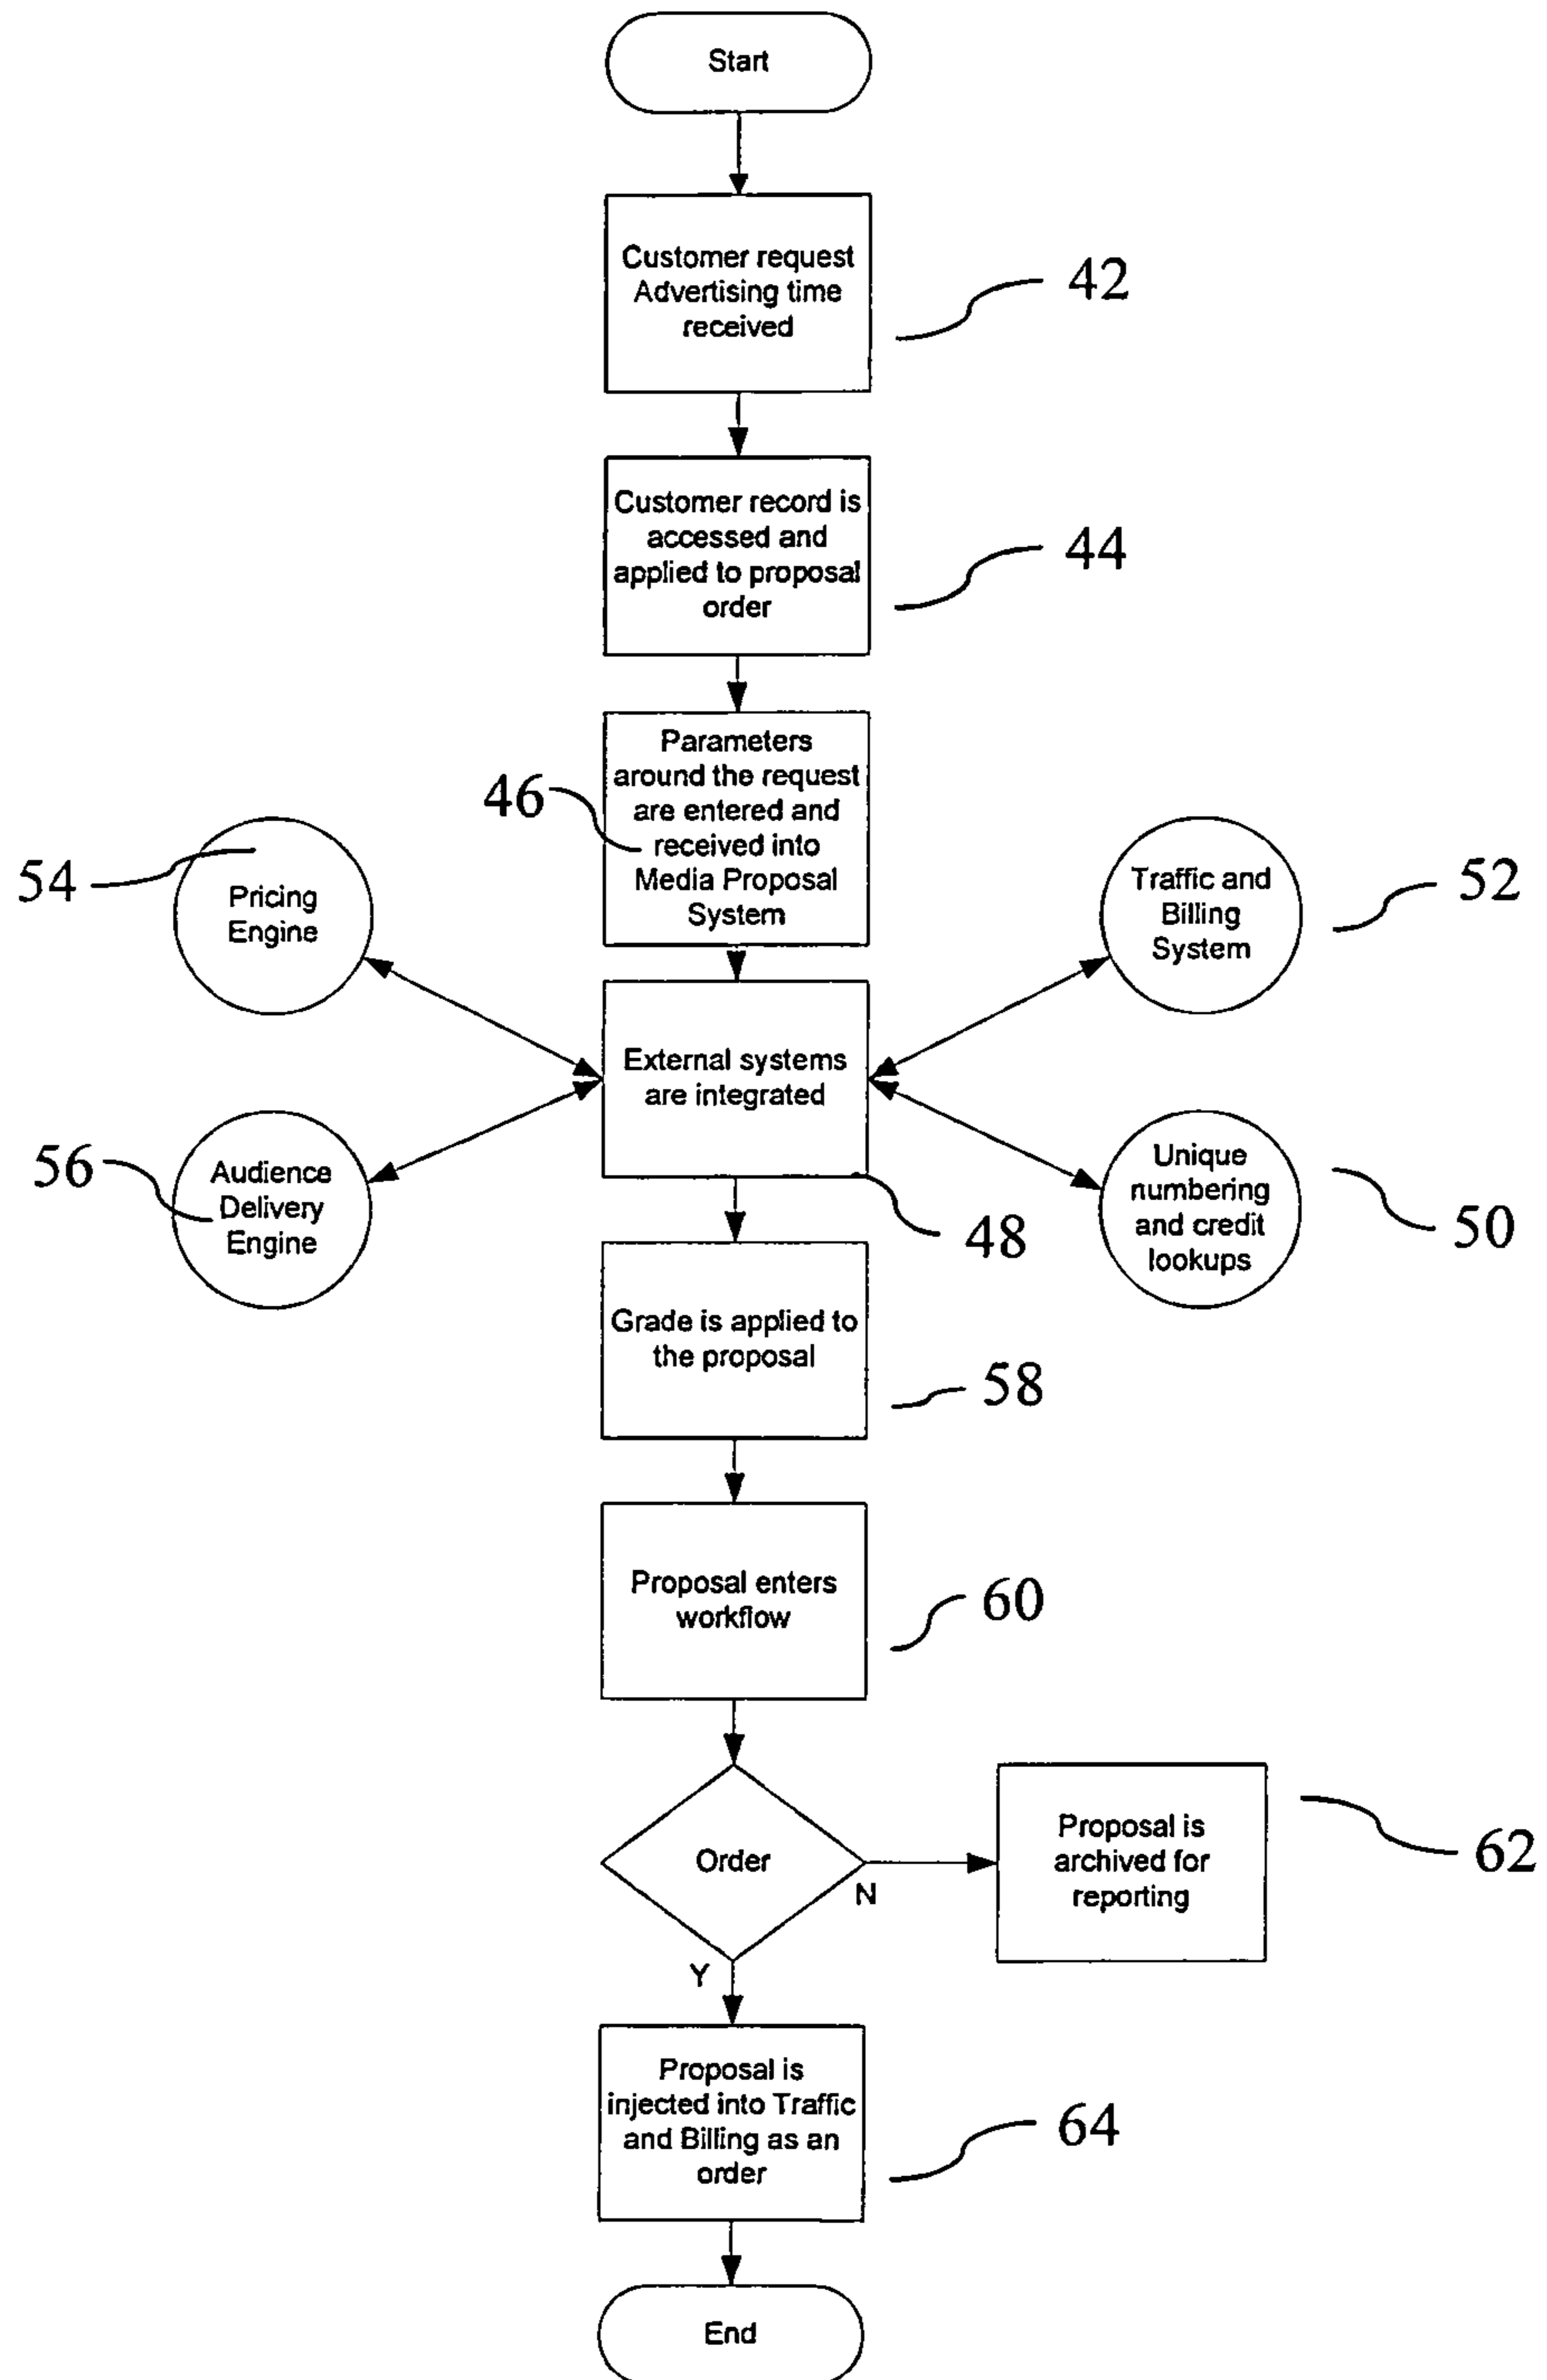 Start
Customer request
Advertising time
received
42
Customer record is
accessed and
applied to proposal
order
44
Parameters
around the request
are entered and
received into
Media Proposal
System
46
54
Pricing
Engine
Traffic and
Billing
System
52
External systems
are integrated
48
56
Audience
Delivery
Engine
Unique
numbering
and credit
lookups
50
Grade is applied to
the proposal
58
Proposal enters
workflow
60
Order
N
Y
Proposal is
archived for
reporting
62
Proposal is
injected into Traffic
and Billing as an
order
64
End